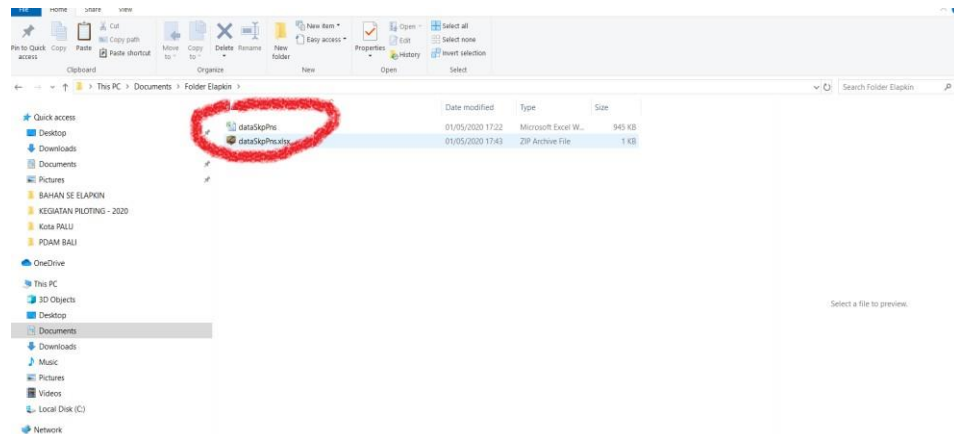 File Home Share View
Pin to Quick access
Copy
Paste
Cut
Copy path
Paste shortcut
Clipboard
Move to
Copy to
Delete
Rename
Organize
New folder
New item
Easy access
New
Properties
Open
Edit
History
Open
Select all
Select none
Invert selection
Select
> This PC > Documents > Folder Elapkin >
Search Folder Elapkin
Date modified Type Size
dataSkpPns 01/05/2020 17:22 Microsoft Excel W... 945 KB
dataSkpPns.xlsx 01/05/2020 17:43 ZIP Archive File 1 KB
Quick access
Desktop
Downloads
Documents
Pictures
BAHAN SE ELAPKIN
KEGIATAN PILOTING - 2020
Kota PALU
PDAM BALI
OneDrive
This PC
3D Objects
Desktop
Documents
Downloads
Music
Pictures
Videos
Local Disk (C:)
Network
Select a file to preview.